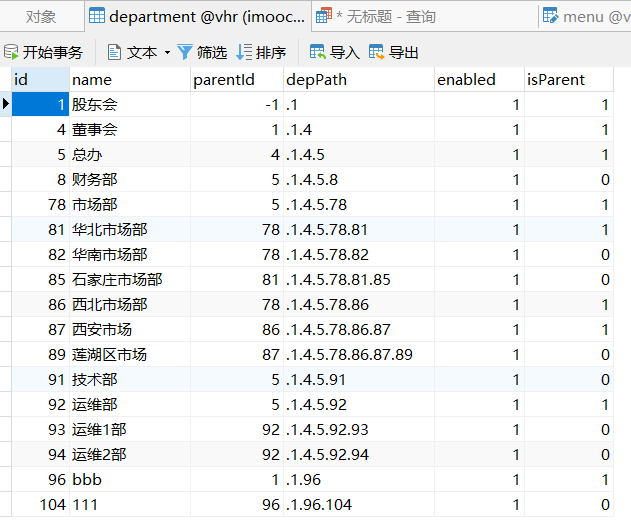 对象 department @vhr (imooc... * 无标题 - 查询 menu @v
开始事务 文本 筛选 排序 导入 导出
id name parentId depPath enabled isParent
1 股东会 -1 .1 1 1
4 董事会 1 .1.4 1 1
5 总办 4 .1.4.5 1 1
8 财务部 5 .1.4.5.8 1 0
78 市场部 5 .1.4.5.78 1 1
81 华北市场部 78 .1.4.5.78.81 1 1
82 华南市场部 78 .1.4.5.78.82 1 0
85 石家庄市场部 81 .1.4.5.78.81.85 1 0
86 西北市场部 78 .1.4.5.78.86 1 1
87 西安市场 86 .1.4.5.78.86.87 1 1
89 莲湖区市场 87 .1.4.5.78.86.87.89 1 0
91 技术部 5 .1.4.5.91 1 0
92 运维部 5 .1.4.5.92 1 1
93 运维1部 92 .1.4.5.92.93 1 0
94 运维2部 92 .1.4.5.92.94 1 0
96 bbb 1 .1.96 1 1
104 111 96 .1.96.104 1 0